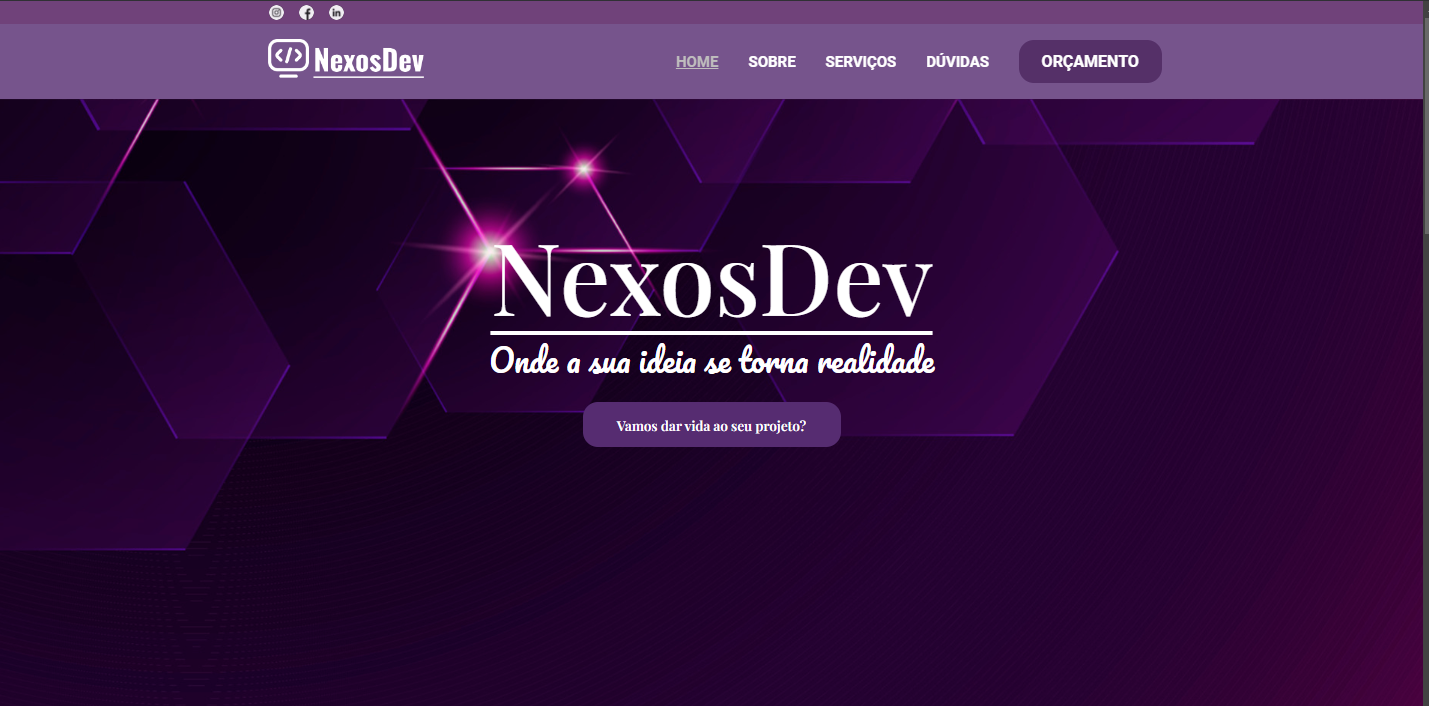 NexosDev
HOME SOBRE SERVIÇOS DÚVIDAS ORÇAMENTO
NexosDev
Onde a sua ideia se torna realidade
Vamos dar vida ao seu projeto?